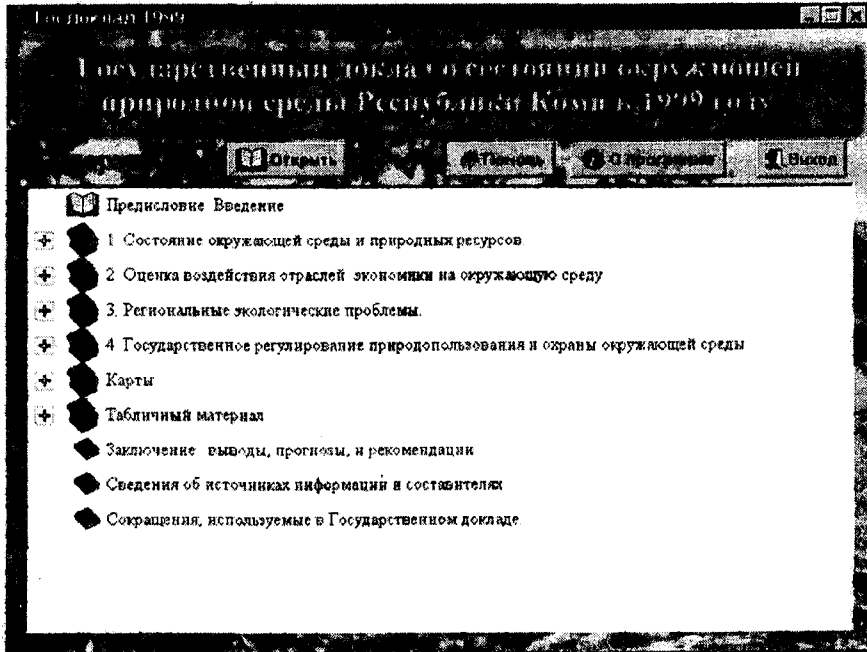 Госдоклад 1999
Государственный доклад о состоянии окружающей
природной среды Республики Коми в 1999 году
Открыть Помощь О программе Выход
Предисловие Введение
1 Состояние окружающей среды и природных ресурсов
2 Оценка воздействия отраслей экономики на окружающую среду
3. Региональные экологические проблемы.
4 Государственное регулирование природопользования и охраны окружающей среды
Карты
Табличный материал
Заключение выводы, прогнозы, и рекомендации
Сведения об источниках информации и составителях
Сокращения, используемые в Государственном докладе